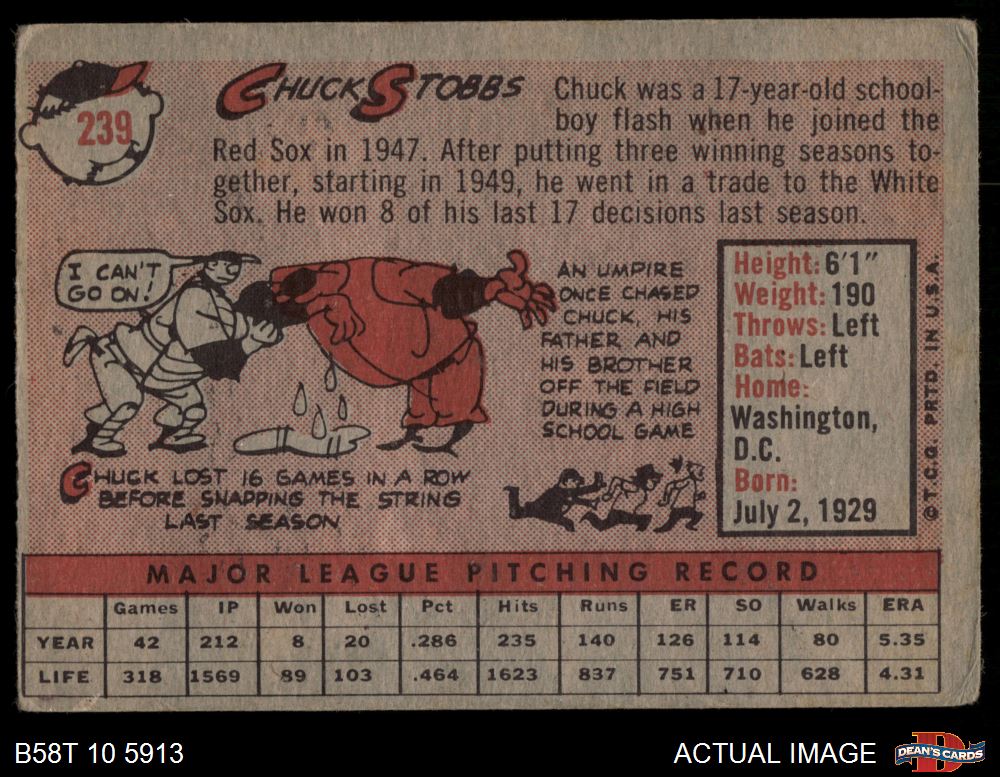 239
CHUCK STOBBS
Chuck was a 17-year-old school-
boy flash when he joined the
Red Sox in 1947. After putting three winning seasons to-
gether, starting in 1949, he went in a trade to the White
Sox. He won 8 of his last 17 decisions last season.
I CAN'T
GO ON!
CHUCK LOST 16 GAMES IN A ROW
BEFORE SNAPPING THE STRING
LAST SEASON
AN UMPIRE
ONCE CHASED
CHUCK, HIS
FATHER AND
HIS BROTHER
OFF THE FIELD
DURING A HIGH
SCHOOL GAME
Height: 6'1"
Weight: 190
Throws: Left
Bats: Left
Home:
Washington,
D.C.
Born:
July 2, 1929
© T.C.G. PRTD. IN U.S.A.
MAJOR LEAGUE PITCHING RECORD
Games IP Won Lost Pct Hits Runs ER SO Walks ERA
YEAR 42 212 8 20 .286 235 140 126 114 80 5.35
LIFE 318 1569 89 103 .464 1623 837 751 710 628 4.31
B58T 10 5913
ACTUAL IMAGE
D
DEAN'S CARDS